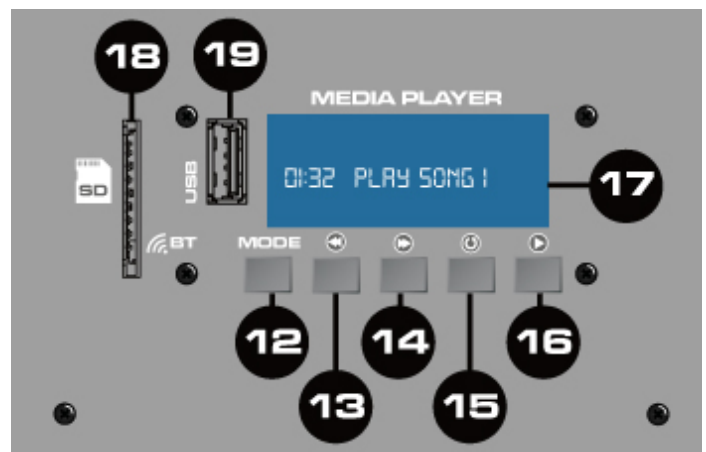 18 19
MEDIA PLAYER
SD
USB
01:32 PLAY SONG 1
17
BT
MODE
12 14 16
13 15